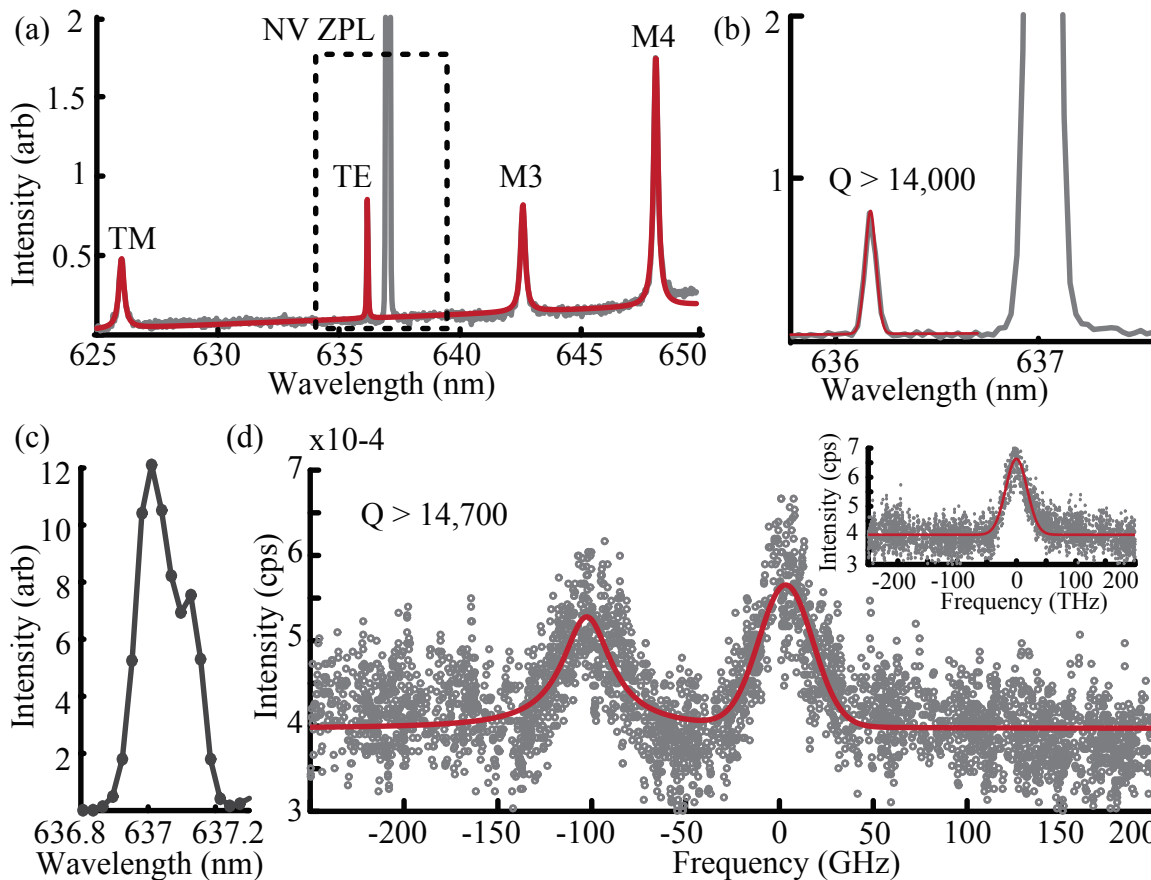 (a)
2
1.5
1
0.5
Intensity (arb)
NV ZPL
TM
TE
M3
M4
625
630
635
640
645
650
Wavelength (nm)
(b)
2
1
Q > 14,000
636
637
Wavelength (nm)
(c)
12
10
8
6
4
2
Intensity (arb)
636.8
637
637.2
Wavelength (nm)
(d)
x10-4
7
6
5
4
3
Intensity (cps)
Q > 14,700
-200
-150
-100
-50
0
50
100
150
200
Frequency (GHz)
7
6
5
4
3
Intensity (cps)
-200
-100
0
100
200
Frequency (THz)